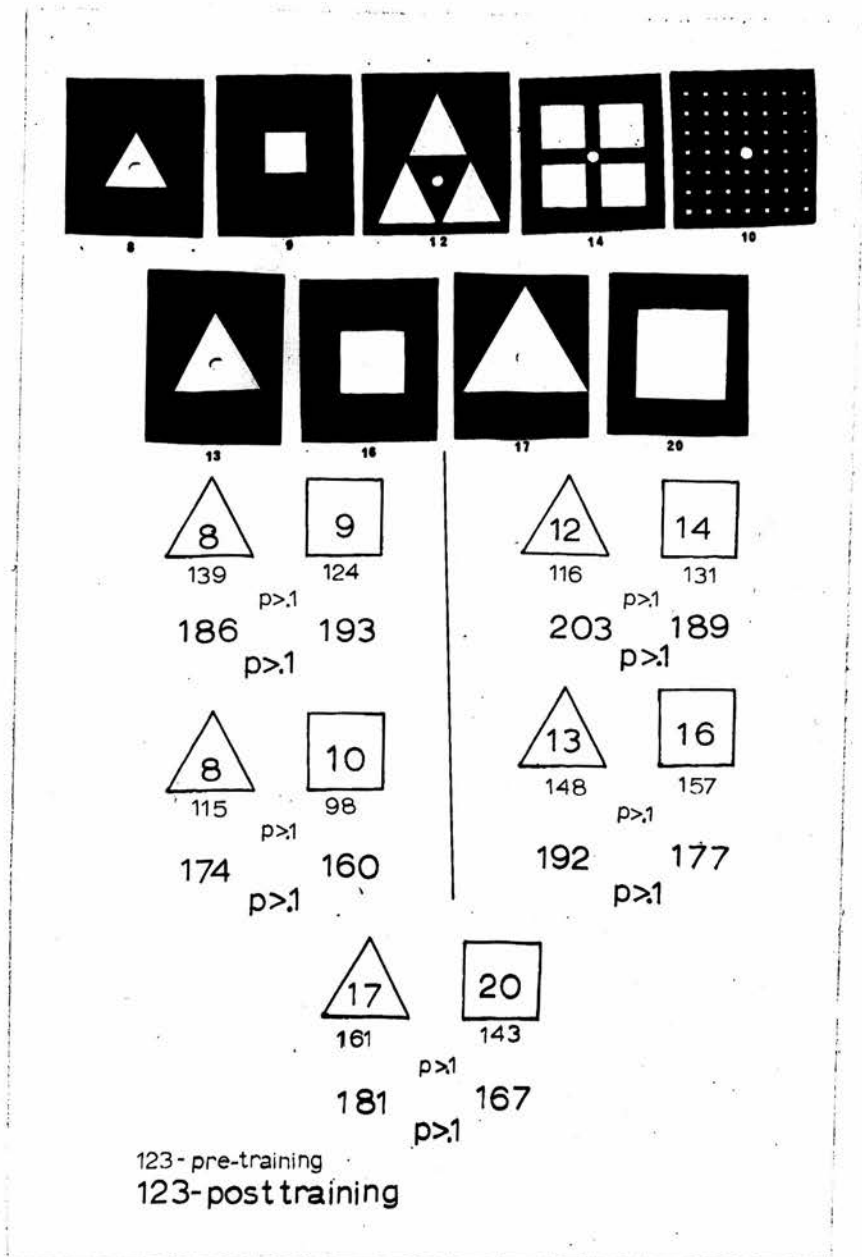 8 9 12 14 10
13 16 17 20
8 9
139 124
p>.1
186 193
p>.1
12 14
116 131
p>.1
203 189
p>.1
8 10
115 98
p>.1
174 160
p>.1
13 16
148 157
p>.1
192 177
p>.1
17 20
161 143
p>.1
181 167
p>.1
123- pre-training
123-posttraining